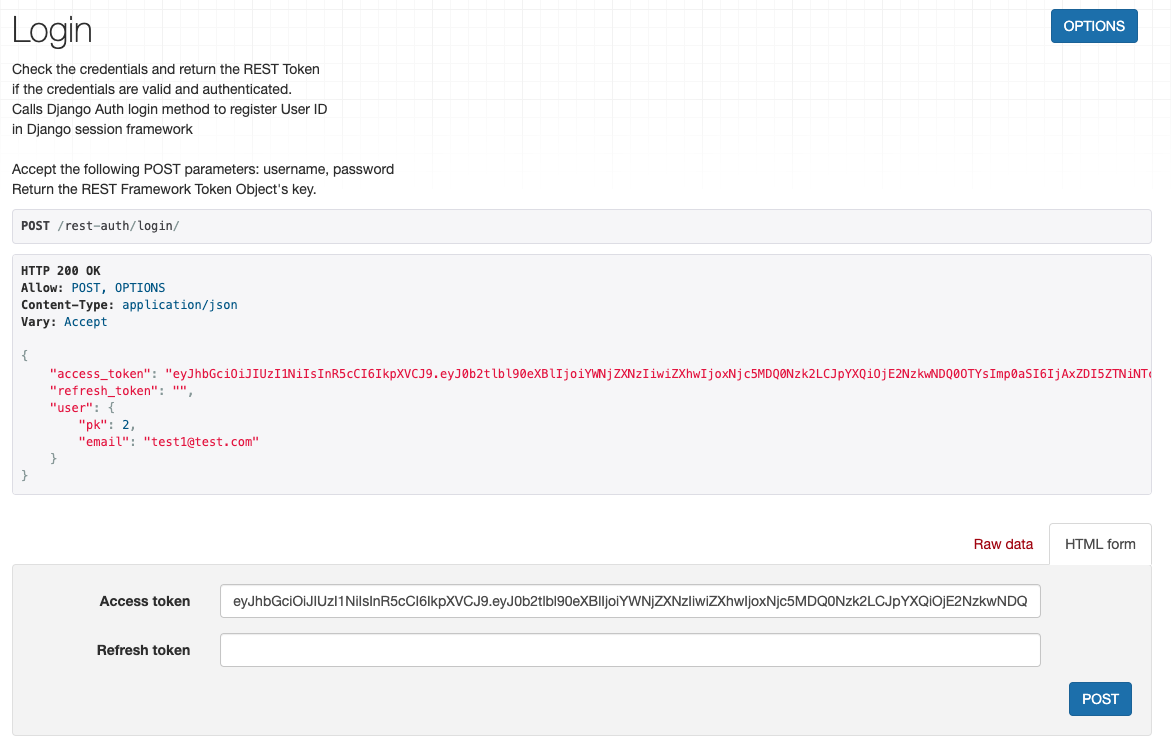 Login
OPTIONS
Check the credentials and return the REST Token
if the credentials are valid and authenticated.
Calls Django Auth login method to register User ID
in Django session framework
Accept the following POST parameters: username, password
Return the REST Framework Token Object's key.
POST /rest-auth/login/
HTTP 200 OK
Allow: POST, OPTIONS
Content-Type: application/json
Vary: Accept
{
"access_token": "eyJhbGciOiJIUzI1NiIsInR5cCI6IkpXVCJ9.eyJ0b2tlbl90eXBlIjoiYWNjZXNzIiwiZXhwIjoxNjc5MDQ0Nzk2LCJpYXQiOjE2NzkwNDQ0OTYsImp0aSI6IjAxZDI5ZTNiNTc
"refresh_token": "",
"user": {
"pk": 2,
"email": "test1@test.com"
}
}
Raw data
HTML form
Access token
eyJhbGciOiJIUzI1NiIsInR5cCI6IkpXVCJ9.eyJ0b2tlbl90eXBlIjoiYWNjZXNzIiwiZXhwIjoxNjc5MDQ0Nzk2LCJpYXQiOjE2NzkwNDQ
Refresh token
POST